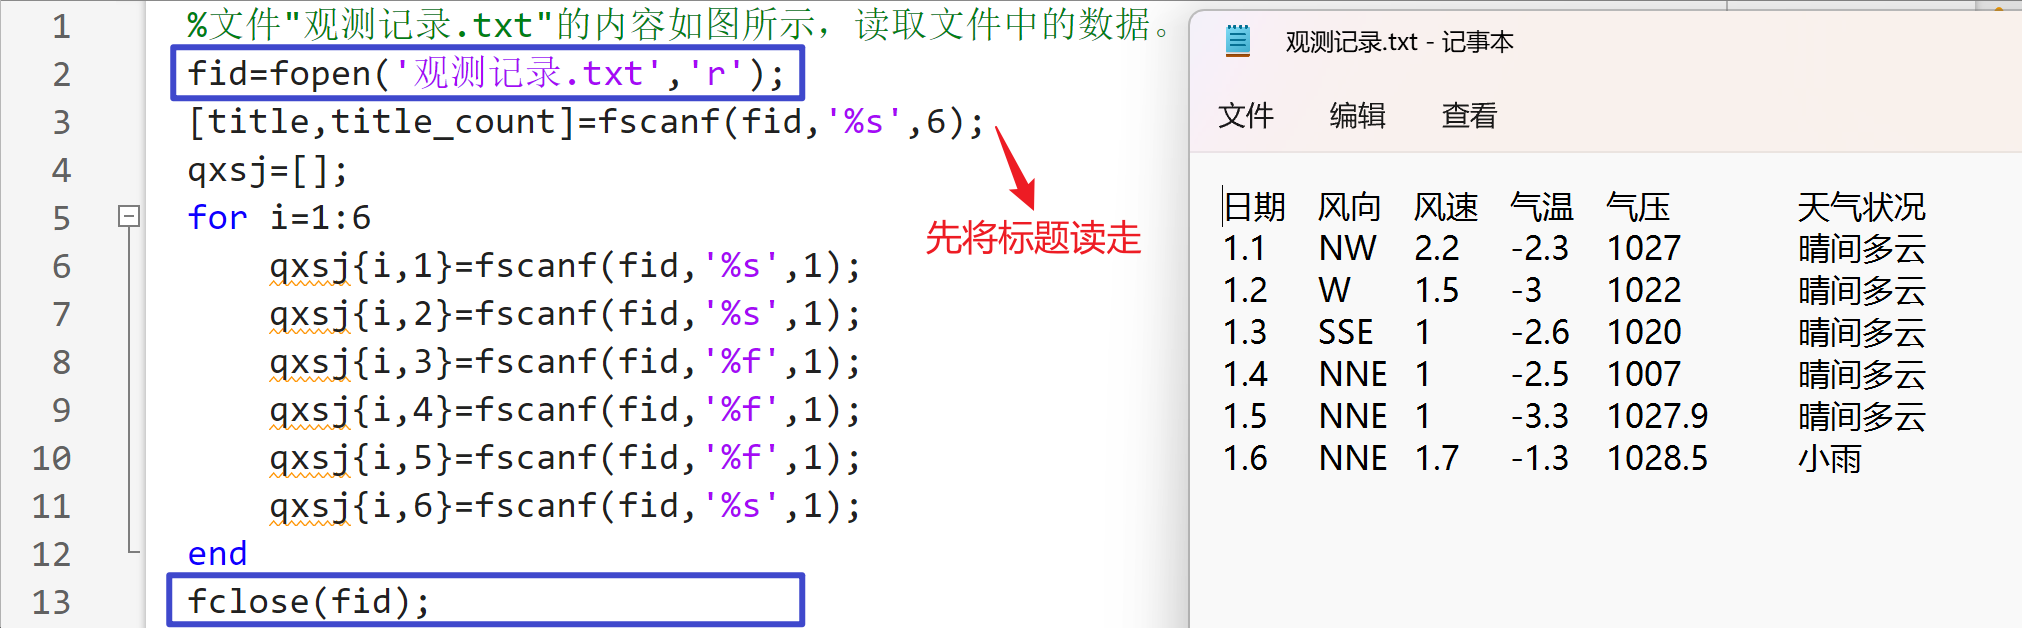 1 %文件"观测记录.txt"的内容如图所示，读取文件中的数据。
2 fid=fopen('观测记录.txt','r');
3 [title,title_count]=fscanf(fid,'%s',6);
4 qxsj=[];
5 for i=1:6
6 qxsj{i,1}=fscanf(fid,'%s',1);
7 qxsj{i,2}=fscanf(fid,'%s',1);
8 qxsj{i,3}=fscanf(fid,'%f',1);
9 qxsj{i,4}=fscanf(fid,'%f',1);
10 qxsj{i,5}=fscanf(fid,'%f',1);
11 qxsj{i,6}=fscanf(fid,'%s',1);
12 end
13 fclose(fid);
先将标题读走
观测记录.txt - 记事本
文件 编辑 查看
日期 风向 风速 气温 气压 天气状况
1.1 NW 2.2 -2.3 1027 晴间多云
1.2 W 1.5 -3 1022 晴间多云
1.3 SSE 1 -2.6 1020 晴间多云
1.4 NNE 1 -2.5 1007 晴间多云
1.5 NNE 1 -3.3 1027.9 晴间多云
1.6 NNE 1.7 -1.3 1028.5 小雨